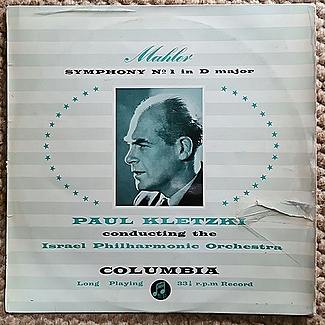 Mahler
SYMPHONY Nº 1 in D major
PAUL KLETZKI
conducting the
Israel Philharmonic Orchestra
COLUMBIA
Long Playing 33⅓ r.p.m Record